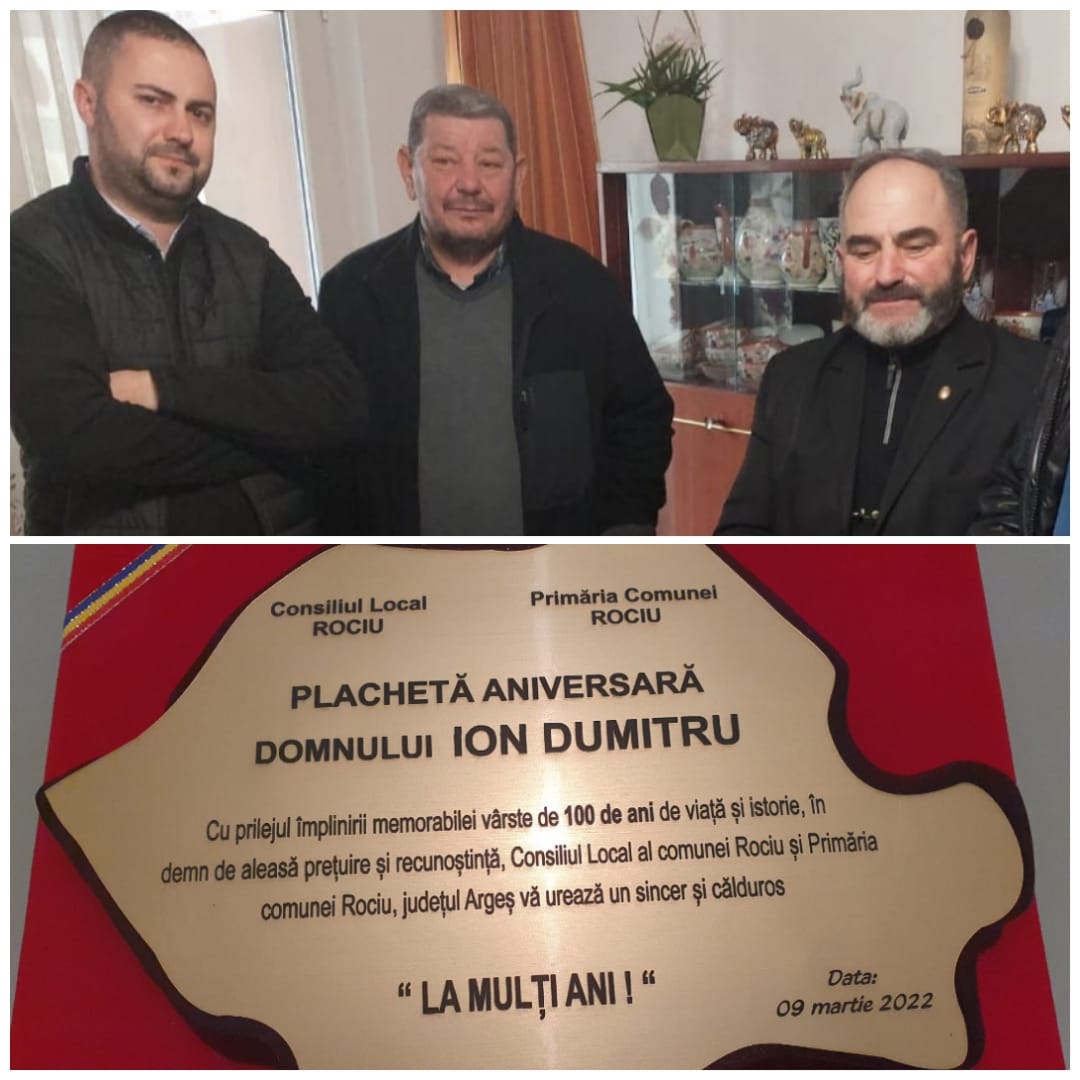 Consiliul Local
ROCIU
Primăria Comunei
ROCIU
PLACHETĂ ANIVERSARĂ
DOMNULUI ION DUMITRU
Cu prilejul împlinirii memorabilei vârste de 100 de ani de viață și istorie, în
demn de aleasă prețuire și recunoștință, Consiliul Local al comunei Rociu și Primăria
comunei Rociu, județul Argeș vă urează un sincer și călduros
“ LA MULȚI ANI ! “
Data:
09 martie 2022